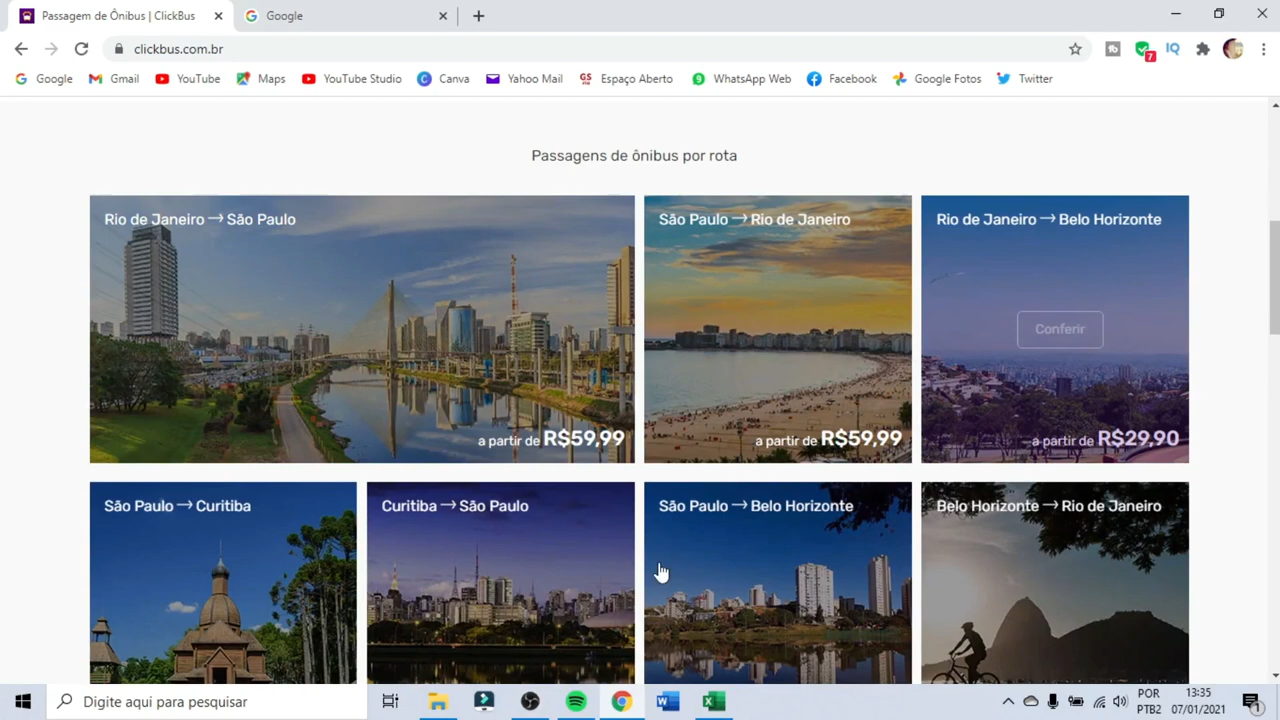 Passagem de Ônibus | ClickBus
Google
clickbus.com.br
7
Google
Gmail
YouTube
Maps
YouTube Studio
Canva
Yahoo Mail
Espaço Aberto
WhatsApp Web
Facebook
Google Fotos
Twitter
Passagens de ônibus por rota
Rio de Janeiro → São Paulo
a partir de R$59,99
São Paulo → Rio de Janeiro
a partir de R$59,99
Rio de Janeiro → Belo Horizonte
Conferir
a partir de R$29,90
São Paulo → Curitiba
Curitiba → São Paulo
São Paulo → Belo Horizonte
Belo Horizonte → Rio de Janeiro
Digite aqui para pesquisar
POR
PTB2
13:35
07/01/2021
1